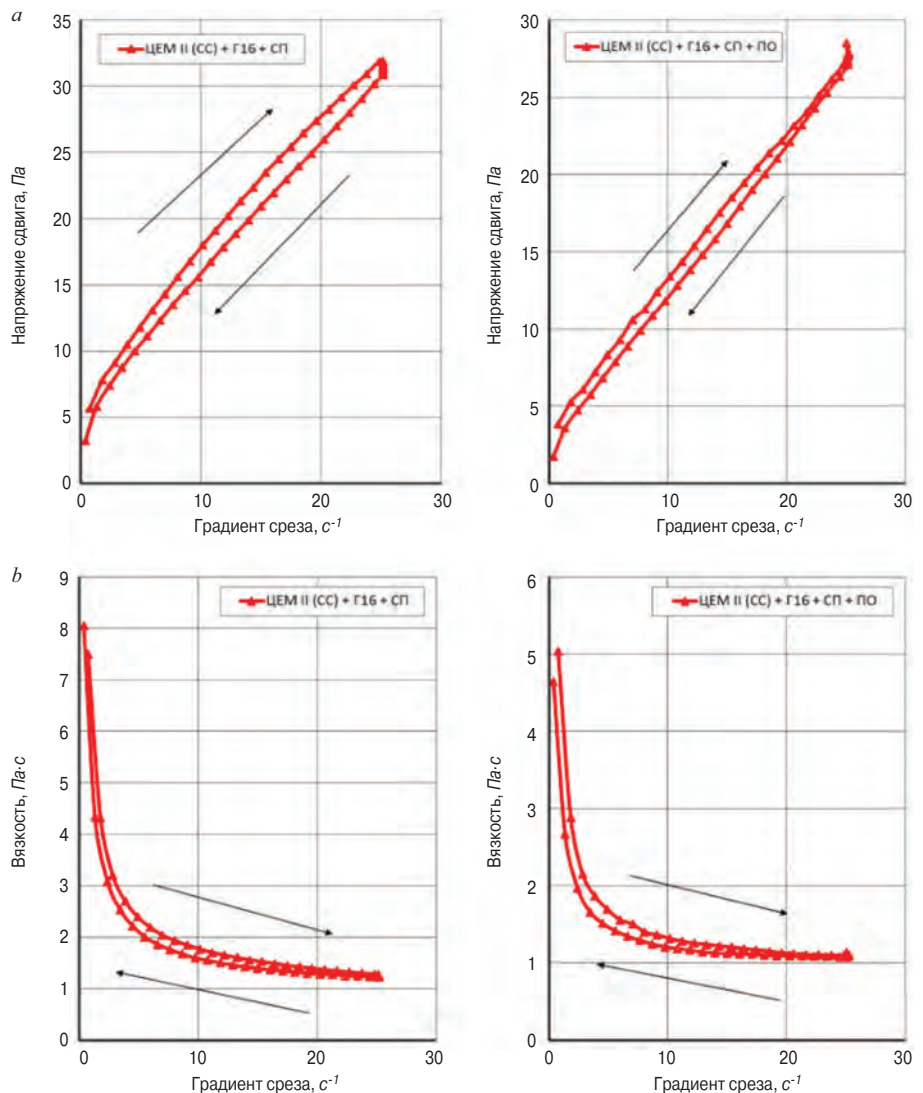 a
35
30
25
20
15
10
5
0
Напряжение сдвига, Па
ЦЕМ II (СС) + Г16 + СП
0 10 20 30
Градиент среза, с-1
30
25
20
15
10
5
0
Напряжение сдвига, Па
ЦЕМ II (СС) + Г16 + СП + ПО
0 10 20 30
Градиент среза, с-1
b
9
8
7
6
5
4
3
2
1
0
Вязкость, Па·с
ЦЕМ II (СС) + Г16 + СП
0 10 20 30
Градиент среза, с-1
6
5
4
3
2
1
0
Вязкость, Па·с
ЦЕМ II (СС) + Г16 + СП + ПО
0 10 20 30
Градиент среза, с-1